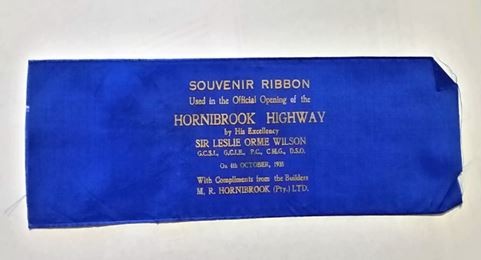 SOUVENIR RIBBON
Used in the Official Opening of the
HORNIBROOK HIGHWAY
by His Excellency
SIR LESLIE ORME WILSON
G.C.S.I., G.C.I.E., P.C., C.M.G., D.S.O.
On 4th OCTOBER, 1935
With Compliments from the Builders
M. R. HORNIBROOK (Pty.) LTD.